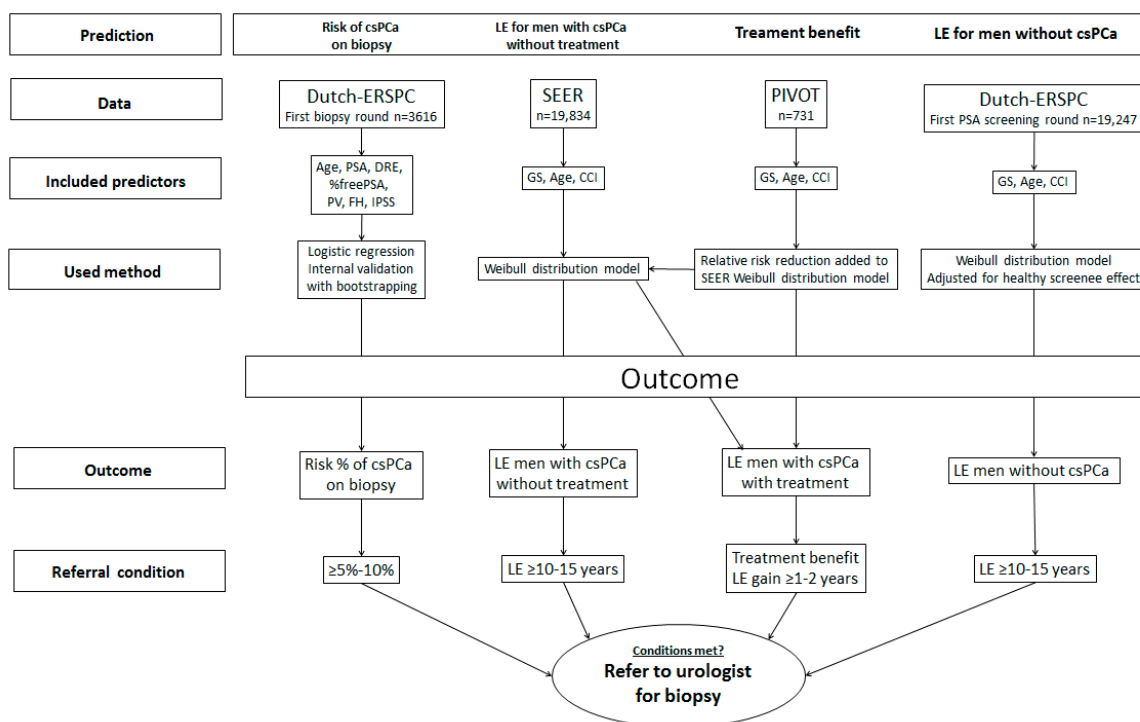 Prediction
Risk of csPCa
on biopsy
LE for men with csPCa
without treatment
Treament benefit
LE for men without csPCa
Data
Dutch-ERSPC
First biopsy round n=3616
SEER
n=19,834
PIVOT
n=731
Dutch-ERSPC
First PSA screening round n=19,247
Included predictors
Age, PSA, DRE,
%freePSA,
PV, FH, IPSS
GS, Age, CCI
GS, Age, CCI
GS, Age, CCI
Used method
Logistic regression
Internal validation
with bootstrapping
Weibull distribution model
Relative risk reduction added to
SEER Weibull distribution model
Weibull distribution model
Adjusted for healthy screenee effect
Outcome
Outcome
Risk % of csPCa
on biopsy
LE men with csPCa
without treatment
LE men with csPCa
with treatment
LE men without csPCa
Referral condition
≥5%-10%
LE ≥10-15 years
Treatment benefit
LE gain ≥1-2 years
LE ≥10-15 years
Conditions met?
Refer to urologist
for biopsy